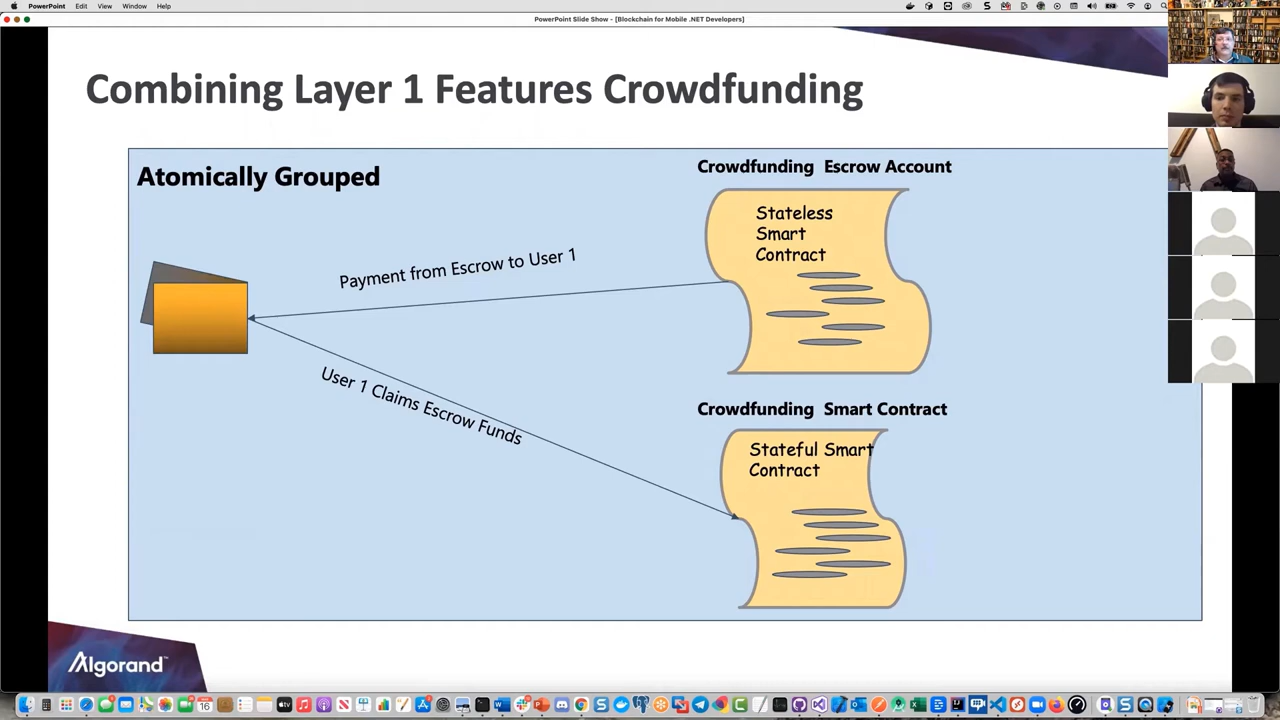 PowerPoint Edit View Window Help
PowerPoint Slide Show - [Blockchain for Mobile .NET Developers]
Combining Layer 1 Features Crowdfunding
Atomically Grouped
Crowdfunding Escrow Account
Stateless
Smart
Contract
Payment from Escrow to User 1
User 1 Claims Escrow Funds
Crowdfunding Smart Contract
Stateful Smart
Contract
Algorand™